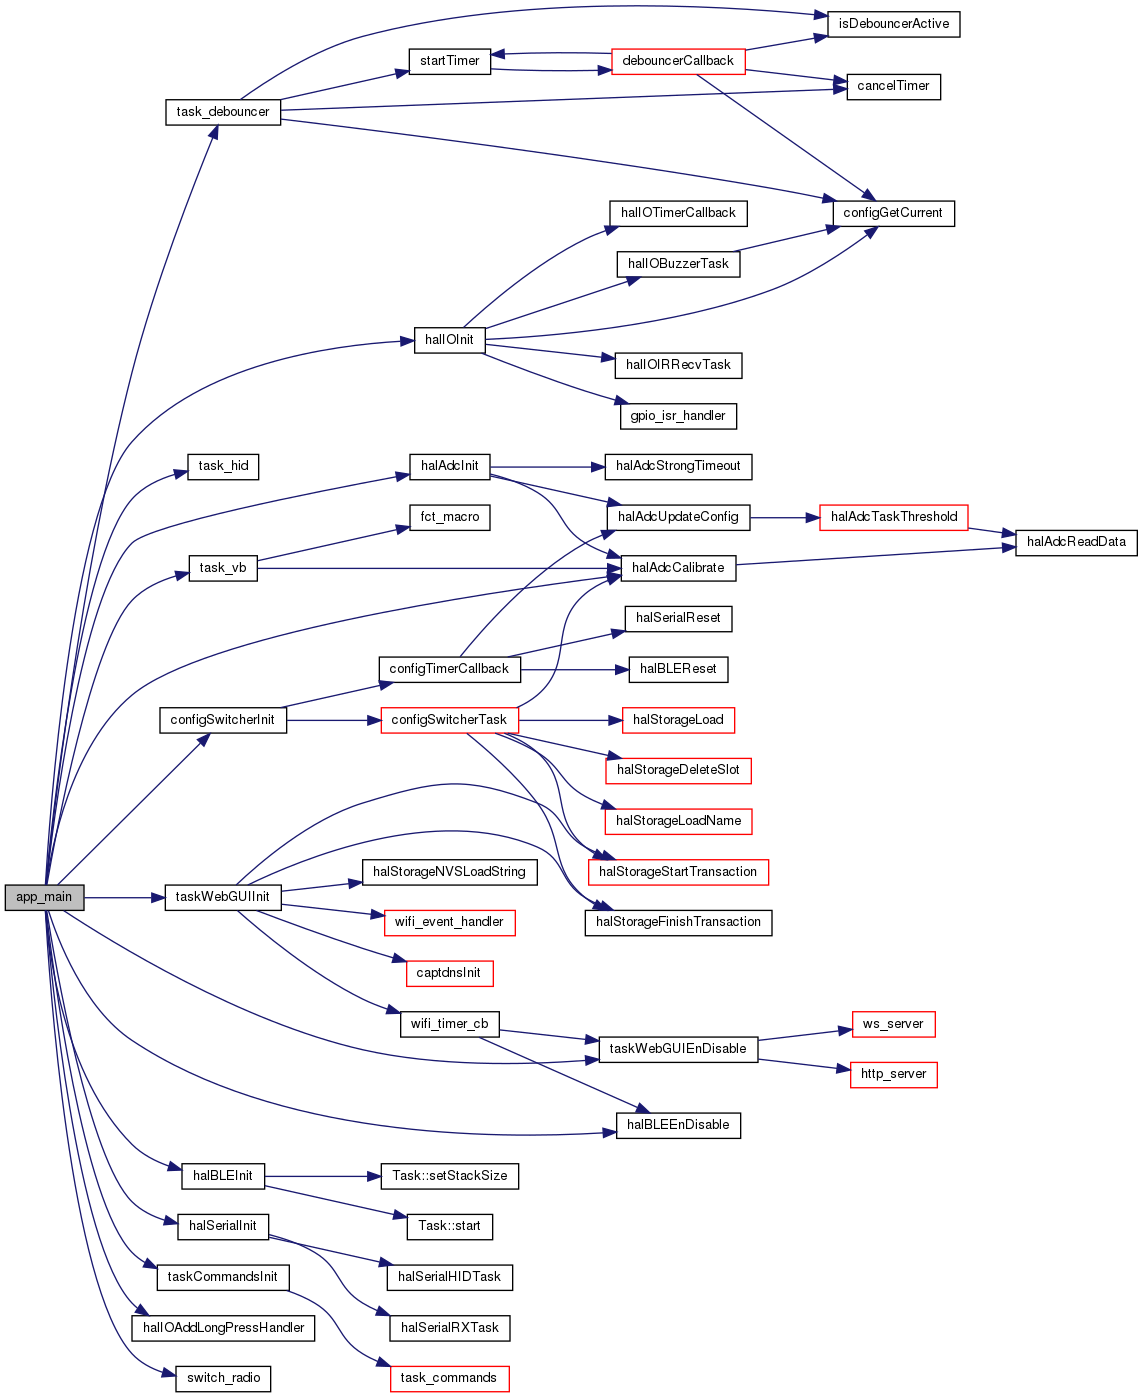 isDebouncerActive
startTimer
debouncerCallback
cancelTimer
task_debouncer
halIOTimerCallback
configGetCurrent
halIOBuzzerTask
halIOInit
halIOIRRecvTask
gpio_isr_handler
task_hid
halAdcInit
halAdcStrongTimeout
fct_macro
halAdcUpdateConfig
halAdcTaskThreshold
halAdcReadData
task_vb
halAdcCalibrate
halSerialReset
configTimerCallback
halBLEReset
configSwitcherInit
configSwitcherTask
halStorageLoad
halStorageDeleteSlot
halStorageLoadName
halStorageNVSLoadString
halStorageStartTransaction
app_main
taskWebGUIInit
wifi_event_handler
halStorageFinishTransaction
captdnsInit
wifi_timer_cb
ws_server
taskWebGUIEnDisable
http_server
halBLEEnDisable
halBLEInit
Task::setStackSize
halSerialInit
Task::start
taskCommandsInit
halSerialHIDTask
halIOAddLongPressHandler
halSerialRXTask
switch_radio
task_commands